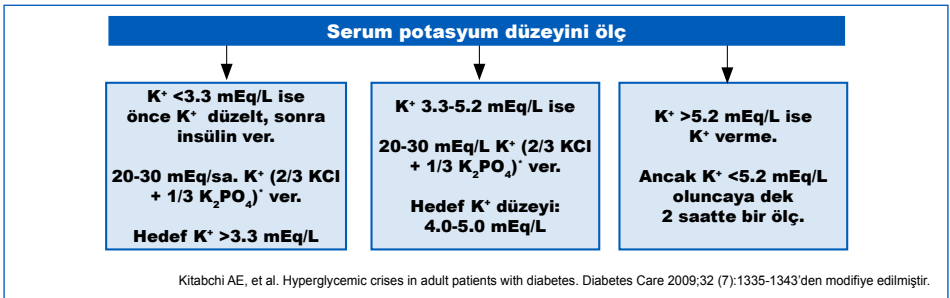 Serum potasyum düzeyini ölç
K⁺ <3.3 mEq/L ise
önce K⁺ düzelt, sonra
insülin ver.
20-30 mEq/sa. K⁺ (2/3 KCl
+ 1/3 K₂PO₄)* ver.
Hedef K⁺ >3.3 mEq/L
K⁺ 3.3-5.2 mEq/L ise
20-30 mEq/L K⁺ (2/3 KCl
+ 1/3 K₂PO₄)* ver.
Hedef K⁺ düzeyi:
4.0-5.0 mEq/L
K⁺ >5.2 mEq/L ise
K⁺ verme.
Ancak K⁺ <5.2 mEq/L
oluncaya dek
2 saatte bir ölç.
Kitabchi AE, et al. Hyperglycemic crises in adult patients with diabetes. Diabetes Care 2009;32 (7):1335-1343'den modifiye edilmiştir.